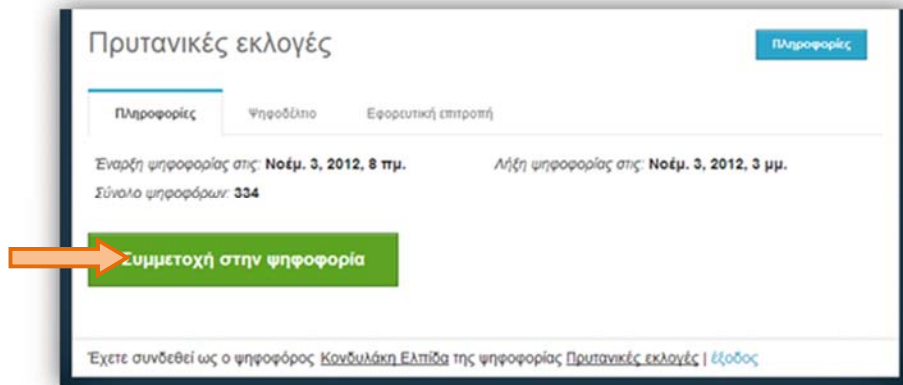 Πρυτανικές εκλογές
Πληροφορίες
Πληροφορίες Ψηφοδέλτιο Εφορευτική επιτροπή
Έναρξη ψηφοφορίας στις: Νοέμ. 3, 2012, 8 πμ. Λήξη ψηφοφορίας στις: Νοέμ. 3, 2012, 3 μμ.
Σύνολο ψηφοφόρων: 334
Συμμετοχή στην ψηφοφορία
Έχετε συνδεθεί ως ο ψηφοφόρος Κονδυλάκη Ελπίδα της ψηφοφορίας Πρυτανικές εκλογές | έξοδος